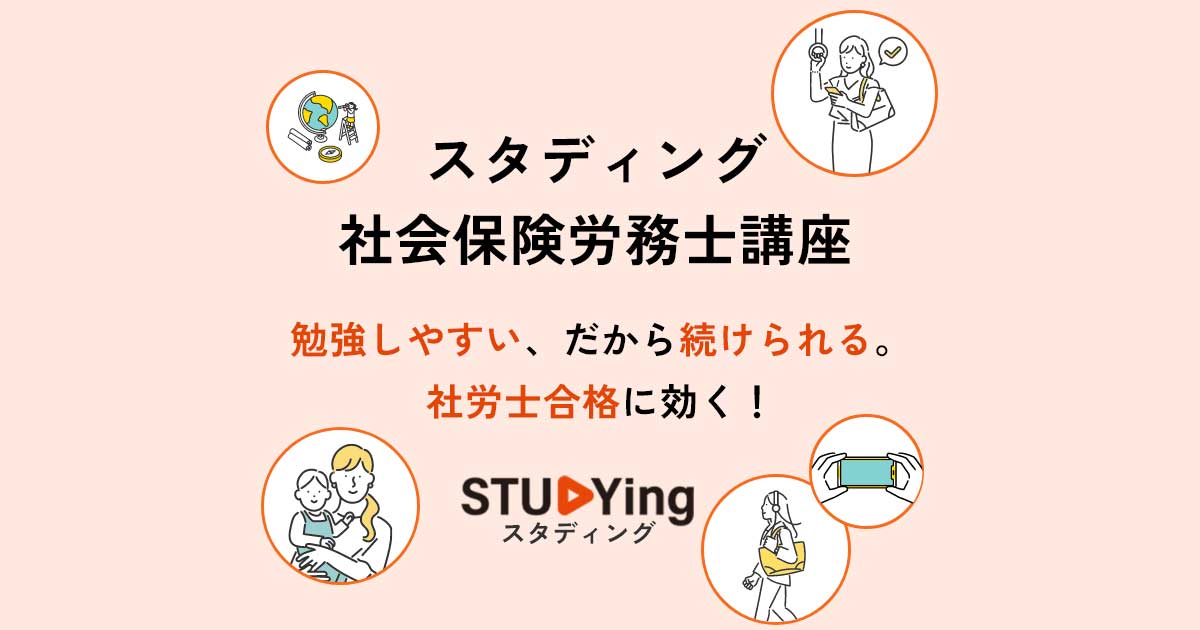 スタディング
社会保険労務士講座
勉強しやすい、だから続けられる。
社労士合格に効く！
STUDYing
スタディング